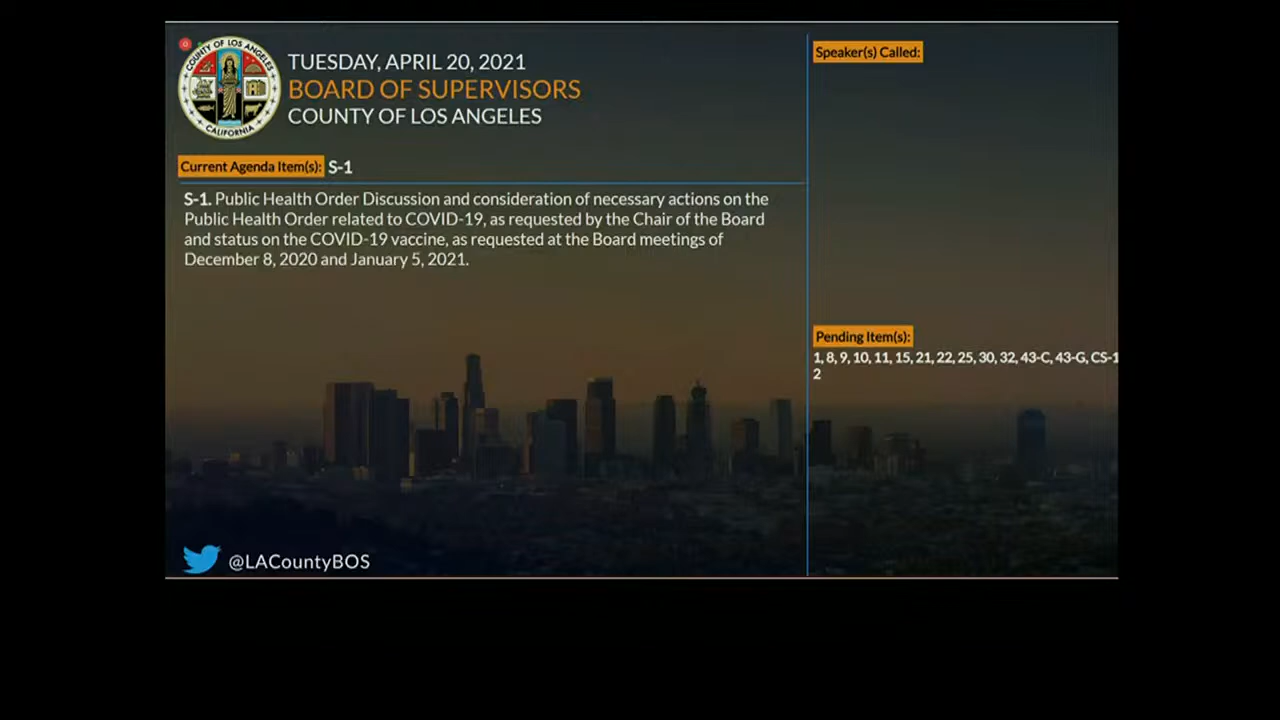 COUNTY OF LOS ANGELES
CALIFORNIA
TUESDAY, APRIL 20, 2021
BOARD OF SUPERVISORS
COUNTY OF LOS ANGELES
Current Agenda Item(s): S-1
S-1. Public Health Order Discussion and consideration of necessary actions on the
Public Health Order related to COVID-19, as requested by the Chair of the Board
and status on the COVID-19 vaccine, as requested at the Board meetings of
December 8, 2020 and January 5, 2021.
@LACountyBOS
Speaker(s) Called:
Pending Item(s):
1, 8, 9, 10, 11, 15, 21, 22, 25, 30, 32, 43-C, 43-G, CS-1
2